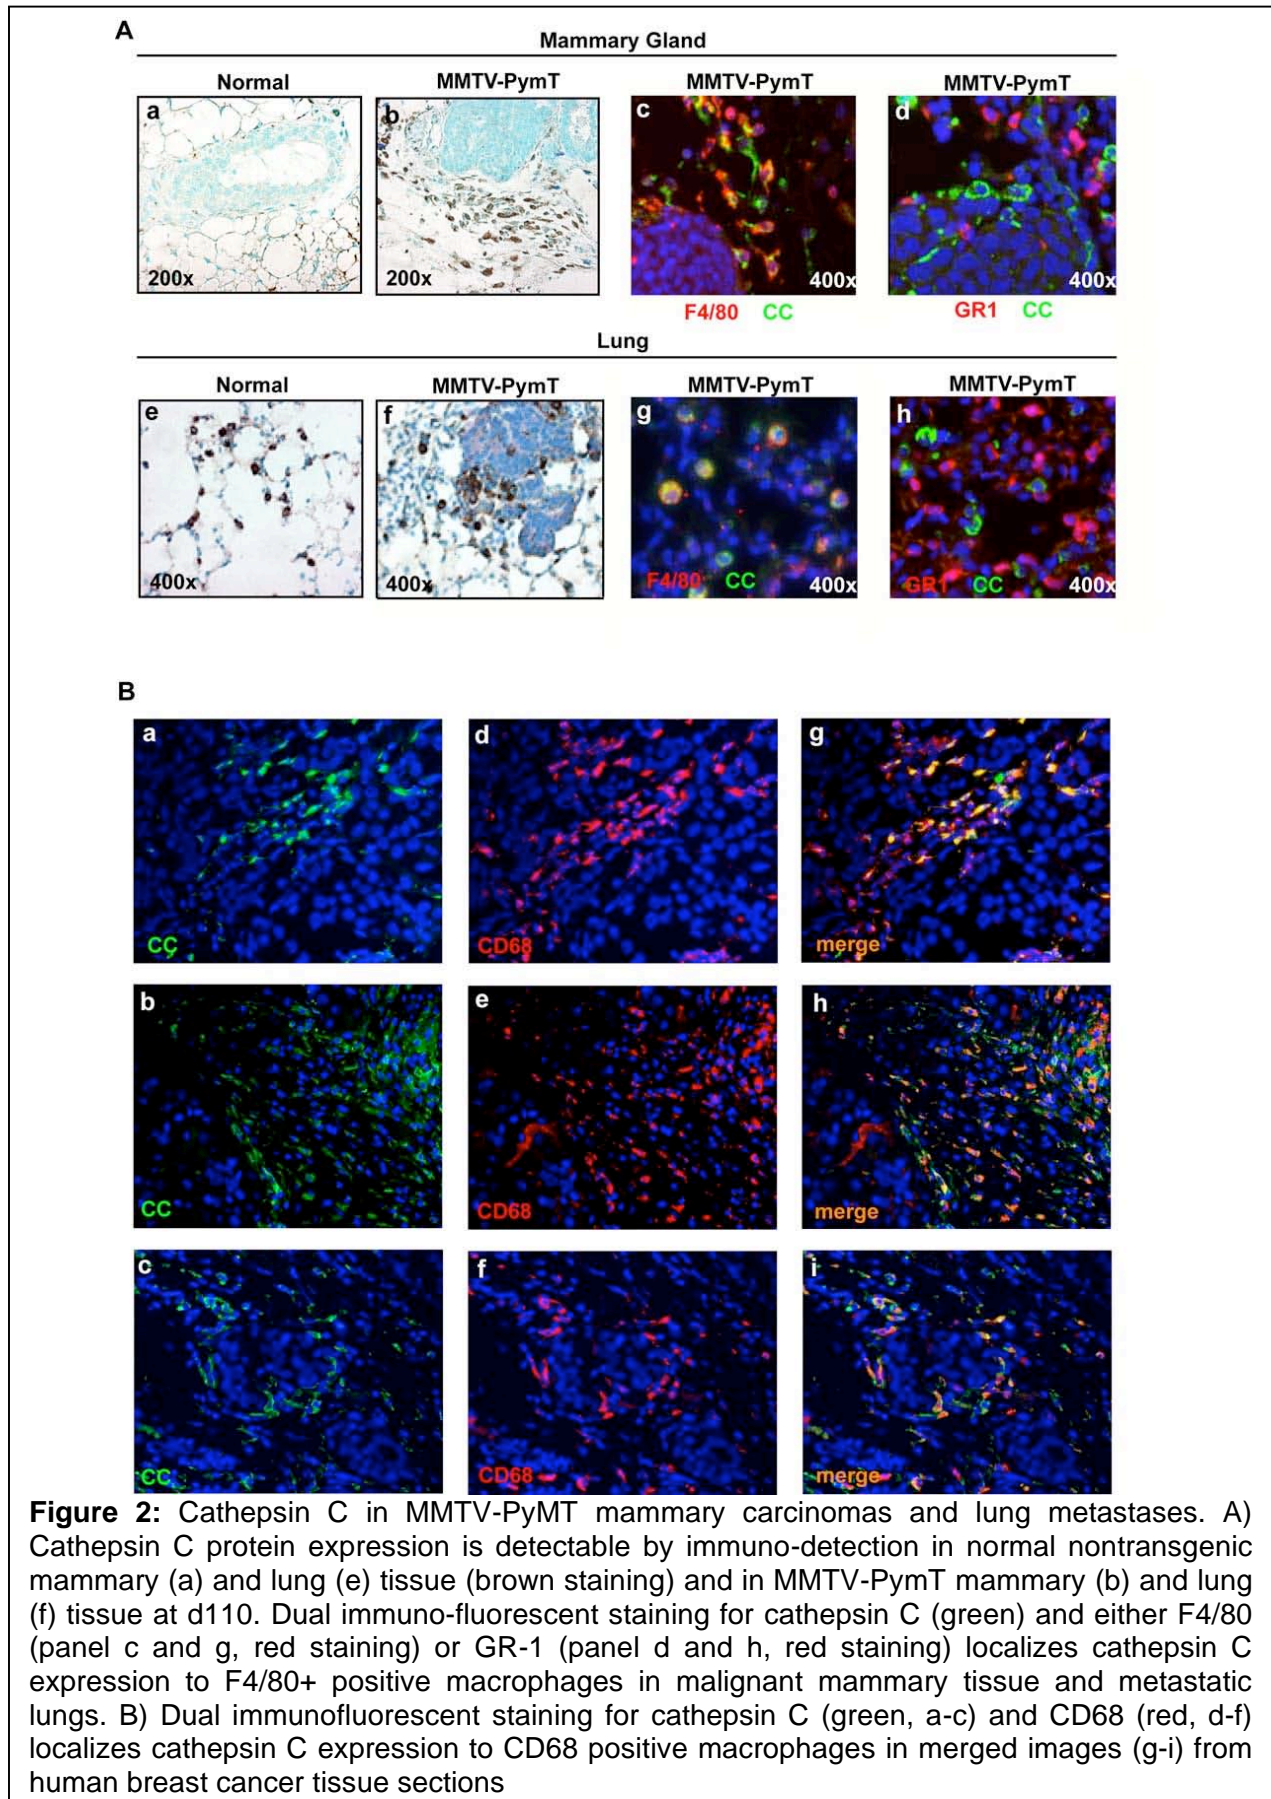 A
Mammary Gland
Normal MMTV-PymT MMTV-PymT MMTV-PymT
a b c d
200x 200x 400x 400x
F4/80 CC GR1 CC
Lung
Normal MMTV-PymT MMTV-PymT MMTV-PymT
e f g h
400x 400x F4/80 CC 400x GR1 CC 400x
B
a d g
CC CD68 merge
b e h
CC CD68 merge
c f i
CC CD68 merge
Figure 2: Cathepsin C in MMTV-PyMT mammary carcinomas and lung metastases. A)
Cathepsin C protein expression is detectable by immuno-detection in normal nontransgenic
mammary (a) and lung (e) tissue (brown staining) and in MMTV-PymT mammary (b) and lung
(f) tissue at d110. Dual immuno-fluorescent staining for cathepsin C (green) and either F4/80
(panel c and g, red staining) or GR-1 (panel d and h, red staining) localizes cathepsin C
expression to F4/80+ positive macrophages in malignant mammary tissue and metastatic
lungs. B) Dual immunofluorescent staining for cathepsin C (green, a-c) and CD68 (red, d-f)
localizes cathepsin C expression to CD68 positive macrophages in merged images (g-i) from
human breast cancer tissue sections